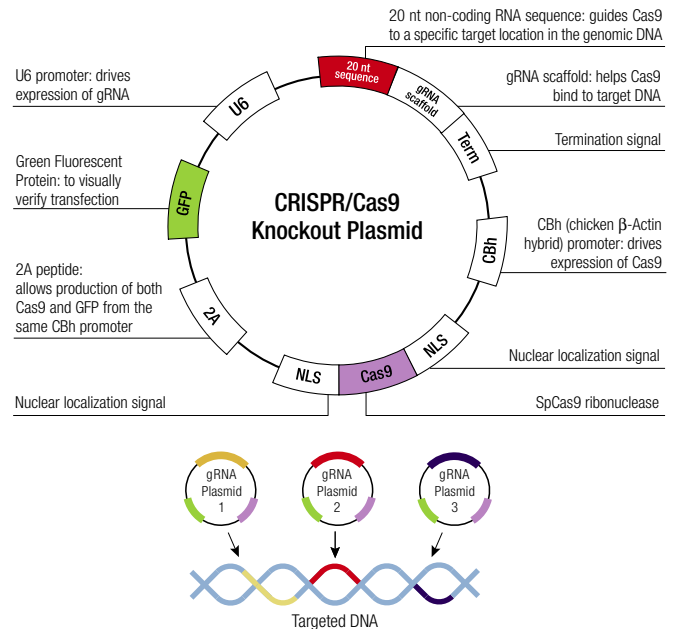 20 nt non-coding RNA sequence: guides Cas9
to a specific target location in the genomic DNA
20 nt
sequence
U6 promoter: drives
expression of gRNA
U6
gRNA
scaffold
gRNA scaffold: helps Cas9
bind to target DNA
Term
Termination signal
Green Fluorescent
Protein: to visually
verify transfection
GFP
CRISPR/Cas9
Knockout Plasmid
CBh
CBh (chicken β-Actin
hybrid) promoter: drives
expression of Cas9
2A peptide:
allows production of both
Cas9 and GFP from the
same CBh promoter
2A
NLS
Cas9
NLS
Nuclear localization signal
Nuclear localization signal
SpCas9 ribonuclease
gRNA
Plasmid
1
gRNA
Plasmid
2
gRNA
Plasmid
3
Targeted DNA